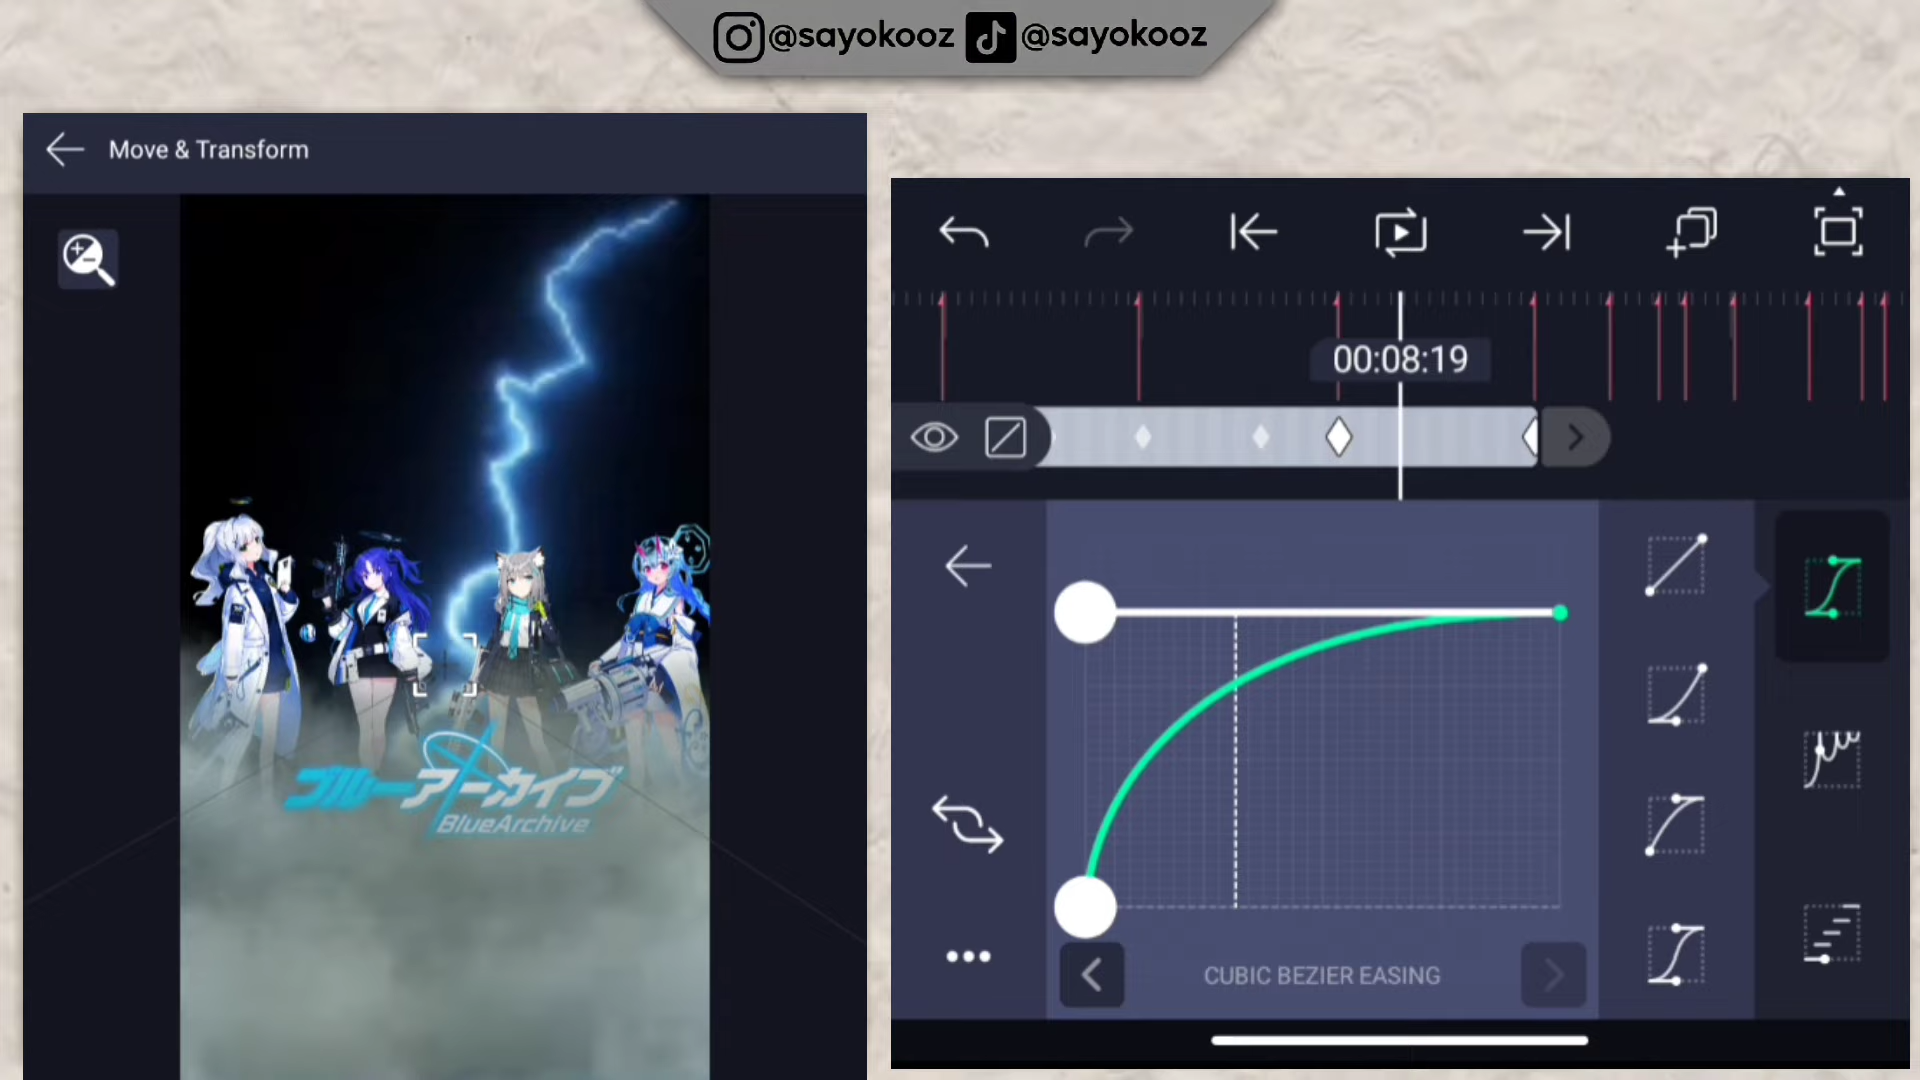 @sayokooz @sayokooz
Move & Transform
00:08:19
ブルーアーカイブ
BlueArchive
CUBIC BEZIER EASING